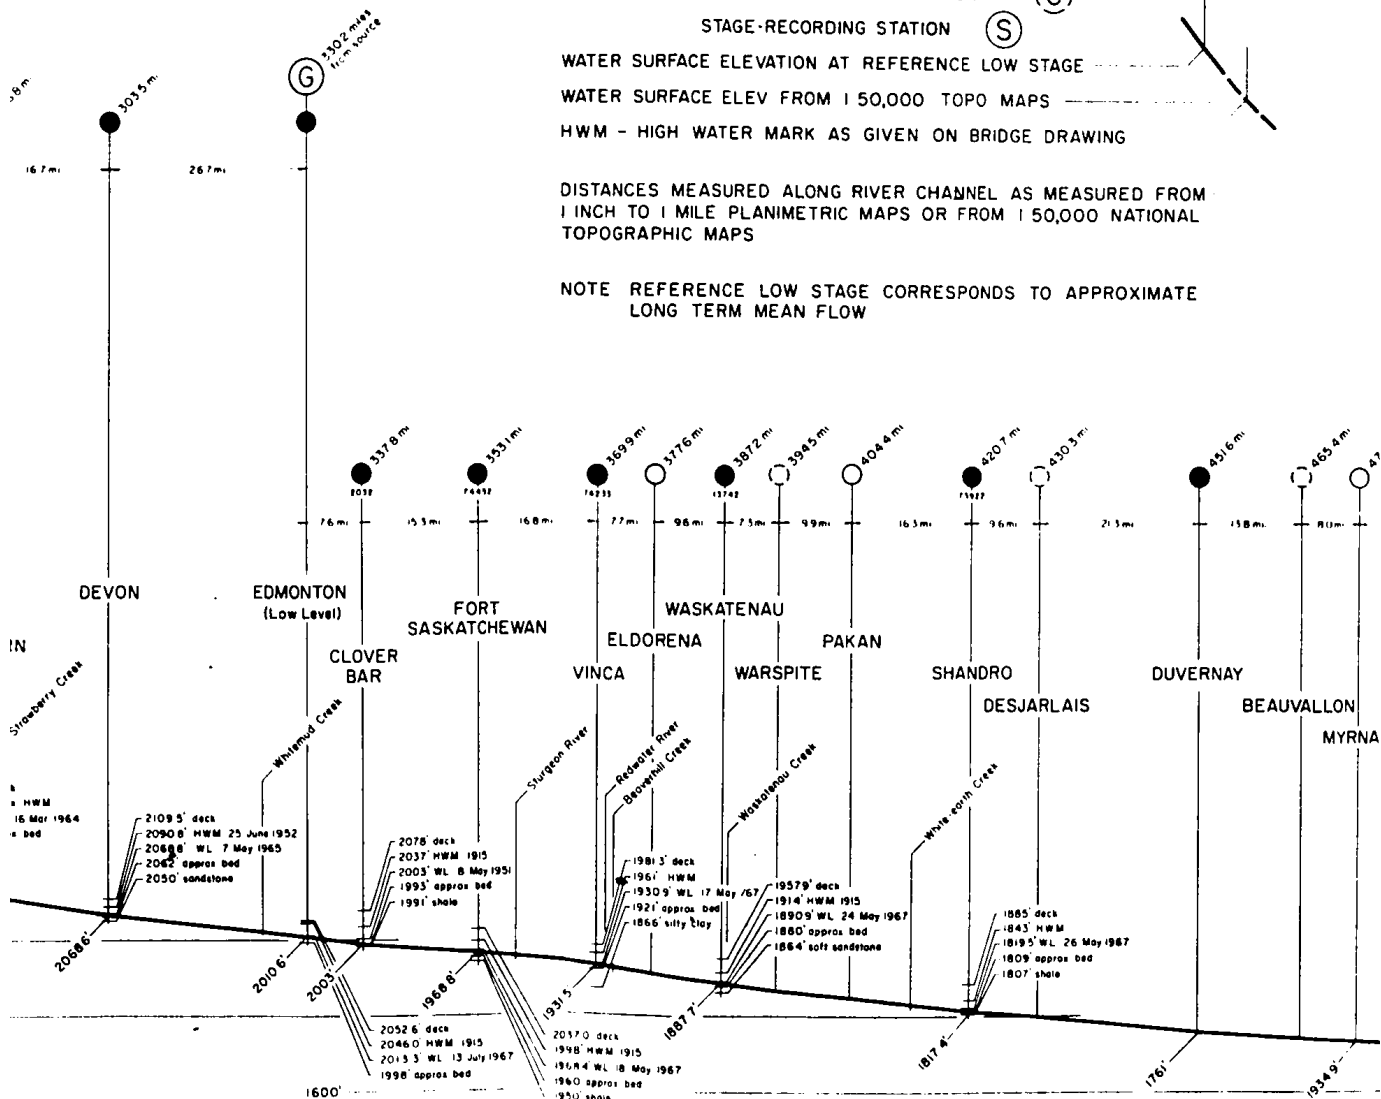 STAGE-RECORDING STATION S
WATER SURFACE ELEVATION AT REFERENCE LOW STAGE
WATER SURFACE ELEV FROM 1 50,000 TOPO MAPS
HWM - HIGH WATER MARK AS GIVEN ON BRIDGE DRAWING
DISTANCES MEASURED ALONG RIVER CHANNEL AS MEASURED FROM
1 INCH TO 1 MILE PLANIMETRIC MAPS OR FROM 1 50,000 NATIONAL
TOPOGRAPHIC MAPS
NOTE REFERENCE LOW STAGE CORRESPONDS TO APPROXIMATE
LONG TERM MEAN FLOW
G
330.2 miles
from source
303.5 m.
16.7 mi
26.7 mi
337.8 mi
353.1 mi
369.9 mi
377.6 mi
387.2 mi
394.5 mi
404.4 mi
420.7 mi
430.3 mi
451.6 mi
465.4 mi
2032
74452
74235
13742
73927
7.6 mi
15.3 mi
16.8 mi
7.7 mi
9.6 mi
7.3 mi
9.9 mi
16.3 mi
9.6 mi
21.3 mi
13.8 mi
8.0 mi
DEVON
EDMONTON
(Low Level)
CLOVER
BAR
FORT
SASKATCHEWAN
VINCA
ELDORENA
WASKATENAU
WARSPITE
PAKAN
SHANDRO
DESJARLAIS
DUVERNAY
BEAUVALLON
MYRNA
Strawberry Creek
Whitemud Creek
Sturgeon River
Redwater River
Beaverhill Creek
Waskatenau Creek
White-earth Creek
HWM
16 Mar 1964
bed
2109.5' deck
2090.8' HWM 25 June 1952
2068.8' WL 7 May 1965
2062' approx bed
2050' sandstone
2078' deck
2037' HWM 1915
2003' WL 8 May 1951
1993' approx bed
1991' shale
1981.3' deck
1961' HWM
1930.9' WL 17 May /67
1921' approx bed
1866' silty clay
1957.9' deck
1914' HWM 1915
1890.9' WL 24 May 1967
1880' approx bed
1864' soft sandstone
1885' deck
1843' HWM
1819.5' WL 26 May 1967
1809' approx bed
1807' shale
2068.6'
2010.6'
2003'
1968.8'
1931.5
1887.7'
1817.4'
1761'
1934.9'
2052.6' deck
2046.0' HWM 1915
2013.3' WL 13 July 1967
1998' approx bed
2037.0 deck
1998' HWM 1915
1968.4' WL 18 May 1967
1960 approx bed
1950' shale
1600'